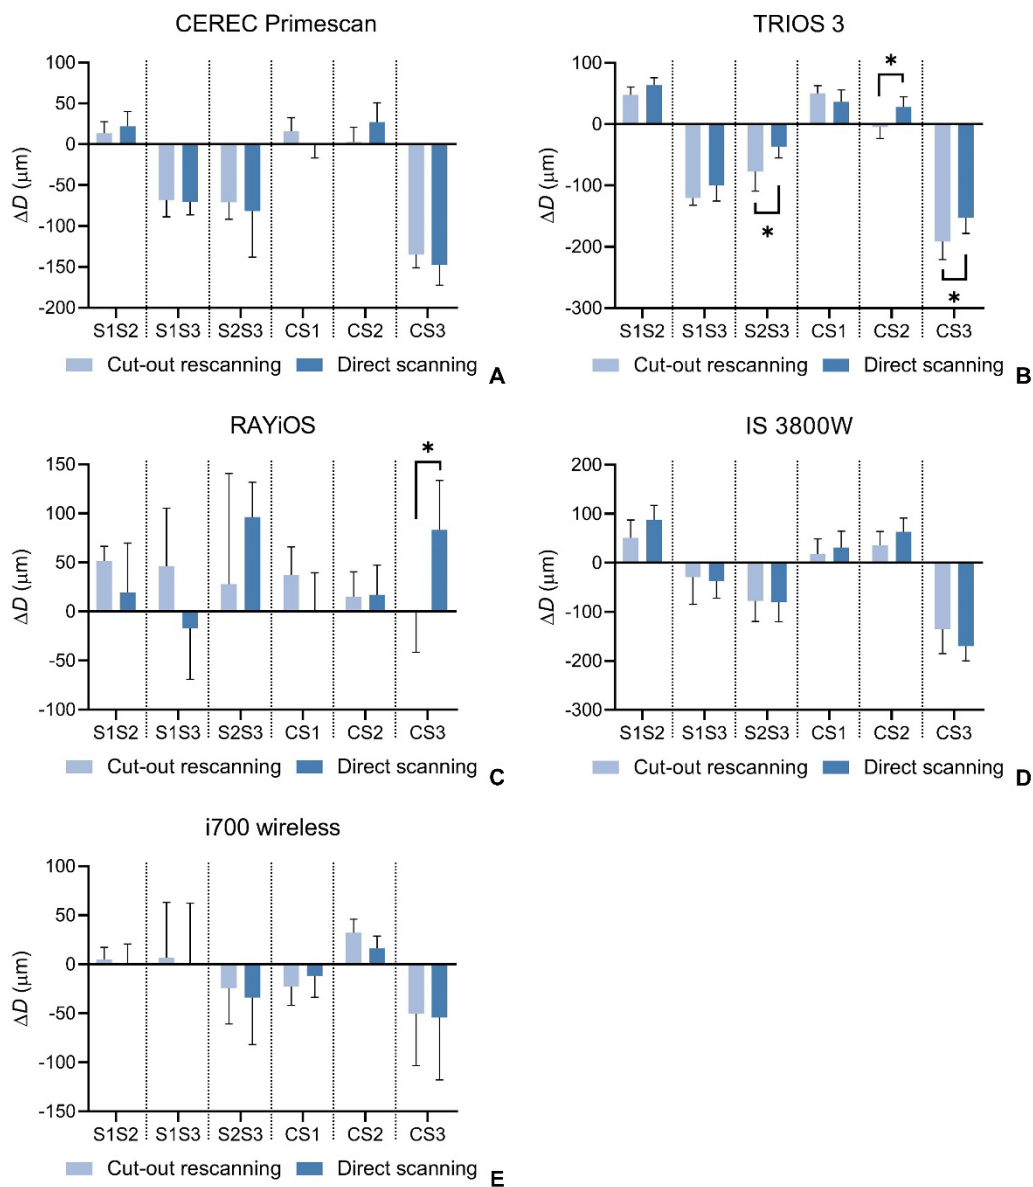 CEREC Primescan
100
50
0
-50
-100
-150
-200
ΔD (μm)
S1S2 S1S3 S2S3 CS1 CS2 CS3
Cut-out rescanning Direct scanning
A
TRIOS 3
100
0
-100
-200
-300
ΔD (μm)
*
*
*
S1S2 S1S3 S2S3 CS1 CS2 CS3
Cut-out rescanning Direct scanning
B
RAYiOS
150
100
50
0
-50
-100
ΔD (μm)
*
S1S2 S1S3 S2S3 CS1 CS2 CS3
Cut-out rescanning Direct scanning
C
IS 3800W
200
100
0
-100
-200
-300
ΔD (μm)
S1S2 S1S3 S2S3 CS1 CS2 CS3
Cut-out rescanning Direct scanning
D
i700 wireless
100
50
0
-50
-100
-150
ΔD (μm)
S1S2 S1S3 S2S3 CS1 CS2 CS3
Cut-out rescanning Direct scanning
E